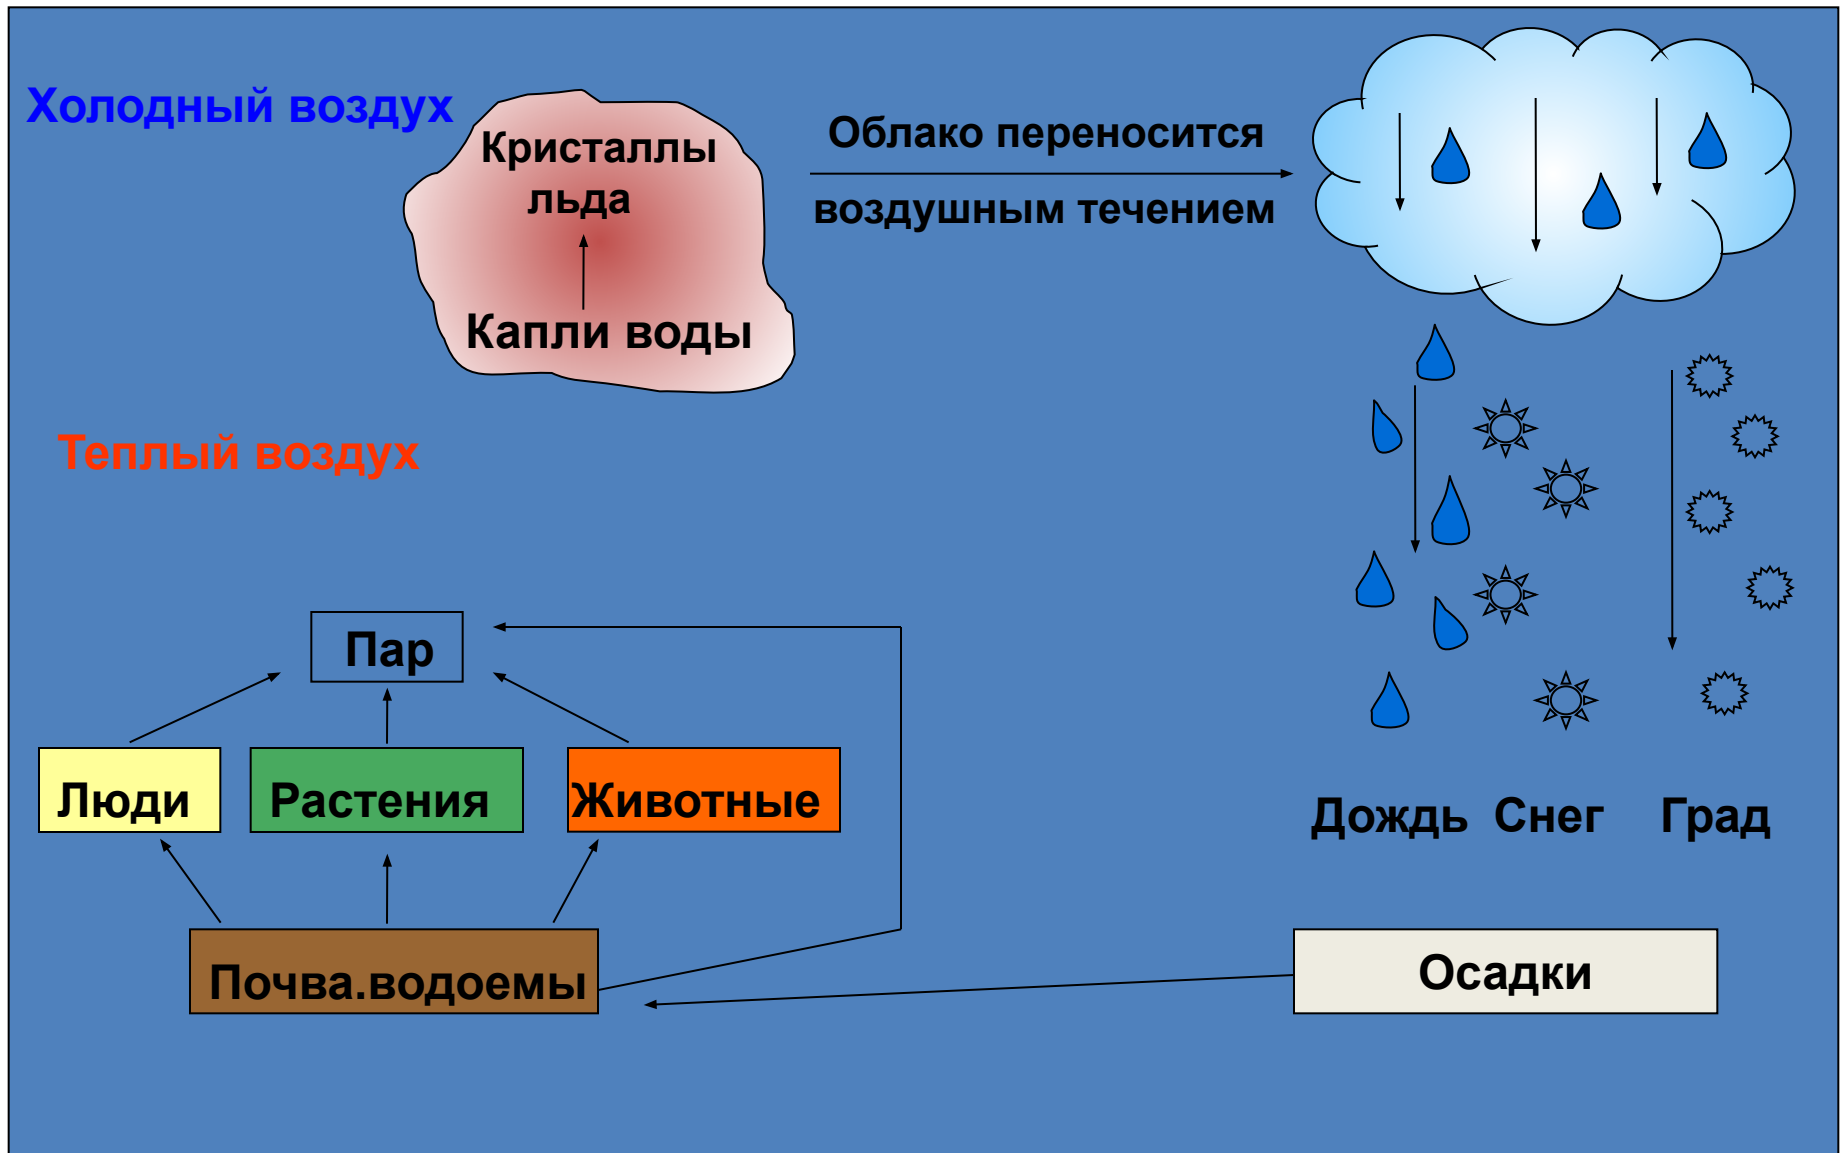 Холодный воздух
Кристаллы
льда
Капли воды
Облако переносится
воздушным течением
Теплый воздух
Пар
Люди
Растения
Животные
Почва.водоемы
Дождь
Снег
Град
Осадки